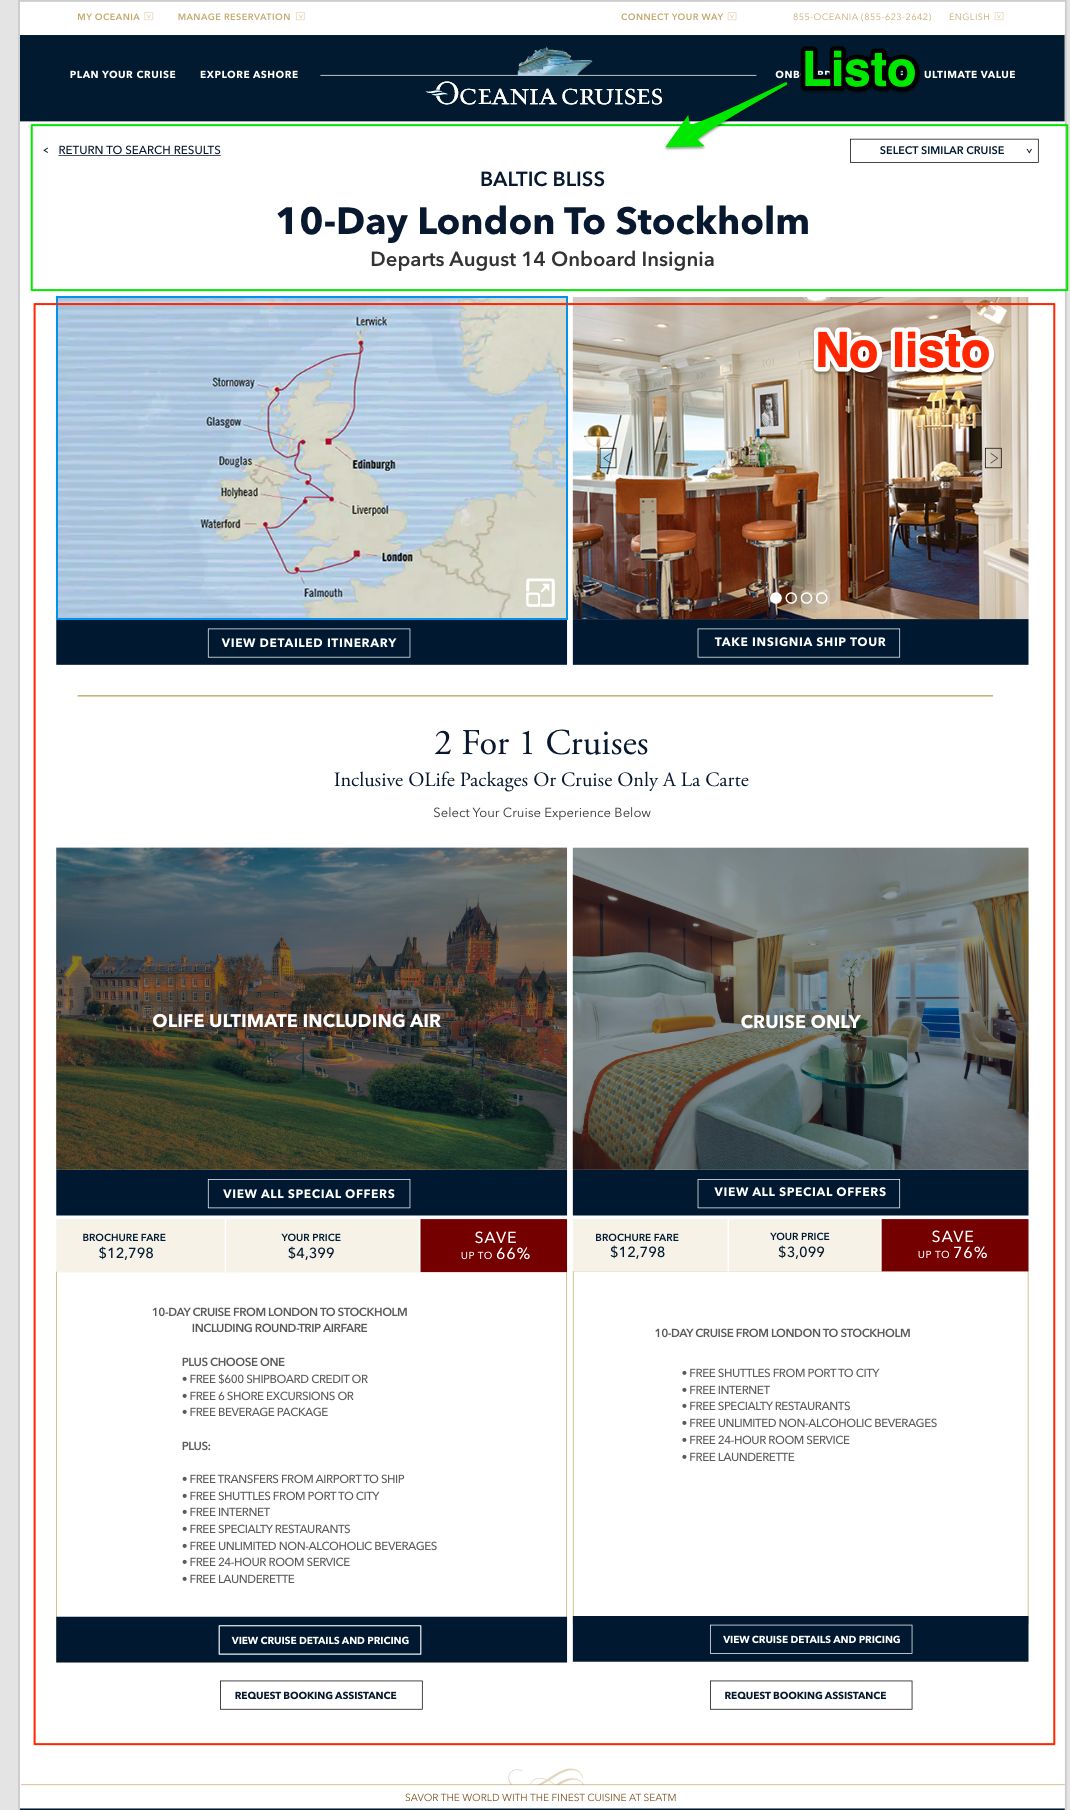 MY OCEANIA
MANAGE RESERVATION
CONNECT YOUR WAY
855-OCEANIA (855-623-2642)
ENGLISH
PLAN YOUR CRUISE
EXPLORE ASHORE
OCEANIA CRUISES
Listo
ULTIMATE VALUE
< RETURN TO SEARCH RESULTS
SELECT SIMILAR CRUISE
BALTIC BLISS
10-Day London To Stockholm
Departs August 14 Onboard Insignia
Lerwick
Stornoway
Glasgow
Douglas
Edinburgh
Holyhead
Liverpool
Waterford
London
Falmouth
No listo
VIEW DETAILED ITINERARY
TAKE INSIGNIA SHIP TOUR
2 For 1 Cruises
Inclusive OLife Packages Or Cruise Only A La Carte
Select Your Cruise Experience Below
OLIFE ULTIMATE INCLUDING AIR
VIEW ALL SPECIAL OFFERS
BROCHURE FARE
$12,798
YOUR PRICE
$4,399
SAVE
UP TO 66%
10-DAY CRUISE FROM LONDON TO STOCKHOLM
INCLUDING ROUND-TRIP AIRFARE
PLUS CHOOSE ONE
• FREE $600 SHIPBOARD CREDIT OR
• FREE 6 SHORE EXCURSIONS OR
• FREE BEVERAGE PACKAGE
PLUS:
• FREE TRANSFERS FROM AIRPORT TO SHIP
• FREE SHUTTLES FROM PORT TO CITY
• FREE INTERNET
• FREE SPECIALTY RESTAURANTS
• FREE UNLIMITED NON-ALCOHOLIC BEVERAGES
• FREE 24-HOUR ROOM SERVICE
• FREE LAUNDERETTE
VIEW CRUISE DETAILS AND PRICING
REQUEST BOOKING ASSISTANCE
CRUISE ONLY
VIEW ALL SPECIAL OFFERS
BROCHURE FARE
$12,798
YOUR PRICE
$3,099
SAVE
UP TO 76%
10-DAY CRUISE FROM LONDON TO STOCKHOLM
• FREE SHUTTLES FROM PORT TO CITY
• FREE INTERNET
• FREE SPECIALTY RESTAURANTS
• FREE UNLIMITED NON-ALCOHOLIC BEVERAGES
• FREE 24-HOUR ROOM SERVICE
• FREE LAUNDERETTE
VIEW CRUISE DETAILS AND PRICING
REQUEST BOOKING ASSISTANCE
SAVOR THE WORLD WITH THE FINEST CUISINE AT SEATM